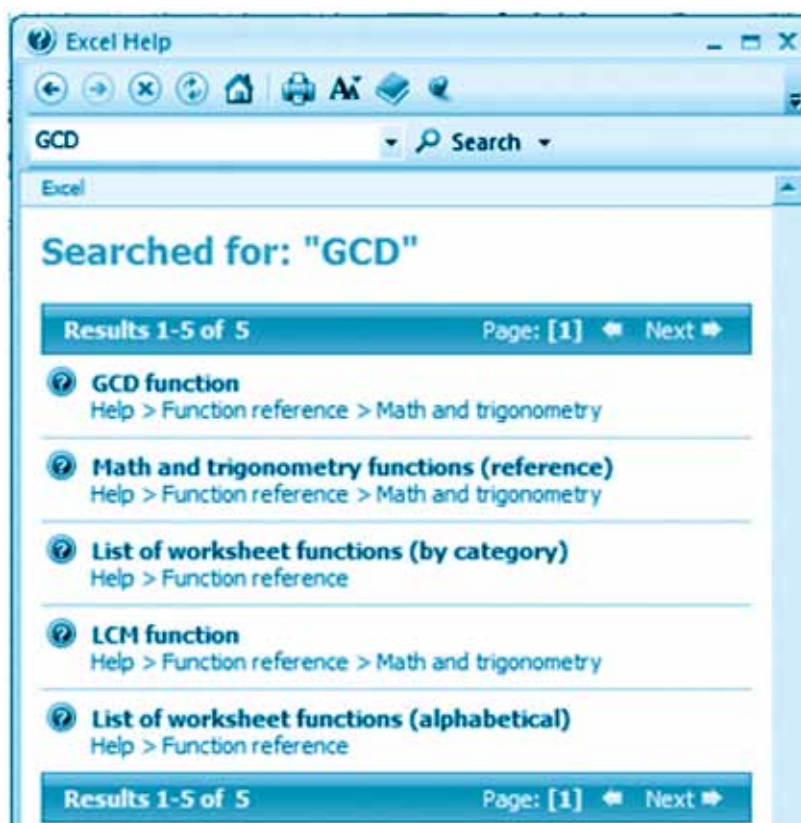 Excel Help
GCD Search
Excel
Searched for: "GCD"
Results 1-5 of 5 Page: [1] Next
GCD function
Help > Function reference > Math and trigonometry
Math and trigonometry functions (reference)
Help > Function reference > Math and trigonometry
List of worksheet functions (by category)
Help > Function reference
LCM function
Help > Function reference > Math and trigonometry
List of worksheet functions (alphabetical)
Help > Function reference
Results 1-5 of 5 Page: [1] Next